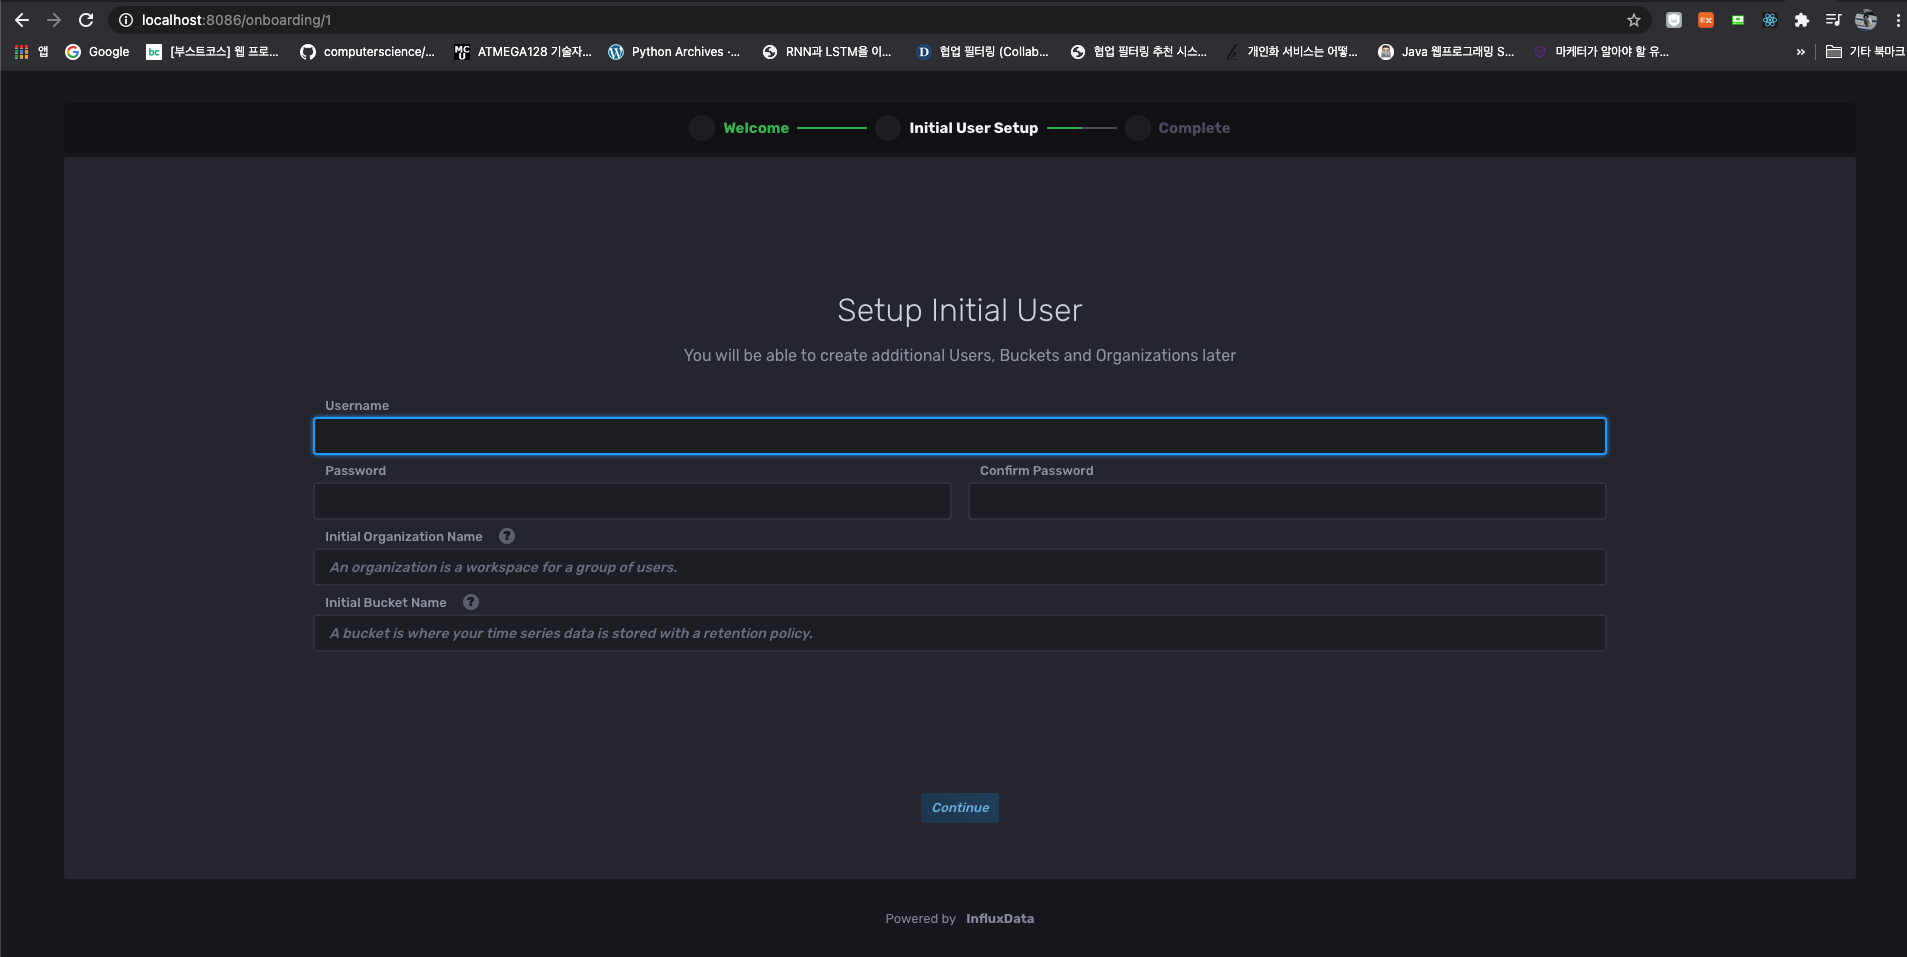 localhost:8086/onboarding/1
앱 Google bc [부스트코스] 웹 프로... computerscience/... MC U ATMEGA128 기술자... Python Archives -... RNN과 LSTM을 이... D 협업 필터링 (Collab... 협업 필터링 추천 시스... 개인화 서비스는 어떻... Java 웹프로그래밍 S... 마케터가 알아야 할 유... » 기타 북마크
Welcome Initial User Setup Complete
Setup Initial User
You will be able to create additional Users, Buckets and Organizations later
Username
Password Confirm Password
Initial Organization Name ?
An organization is a workspace for a group of users.
Initial Bucket Name ?
A bucket is where your time series data is stored with a retention policy.
Continue
Powered by InfluxData